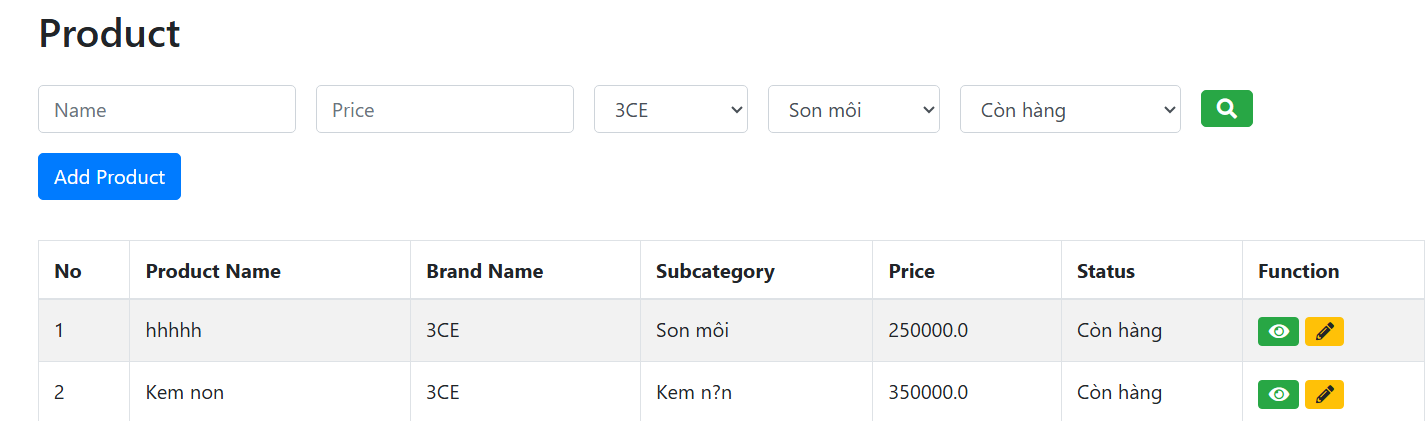 Product
Name Price 3CE Son môi Còn hàng
Add Product
No Product Name Brand Name Subcategory Price Status Function
1 hhhhh 3CE Son môi 250000.0 Còn hàng
2 Kem non 3CE Kem n?n 350000.0 Còn hàng